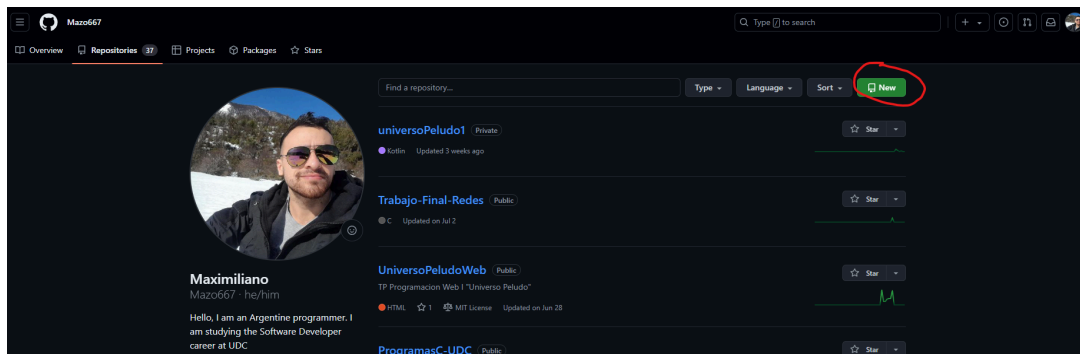 Mazo667
Type / to search
Overview
Repositories 37
Projects
Packages
Stars
Find a repository...
Type
Language
Sort
New
universoPeludo1 Private
Star
Kotlin Updated 3 weeks ago
Trabajo-Final-Redes Public
Star
C Updated on Jul 2
UniversoPeludoWeb Public
Star
TP Programacion Web I "Universo Peludo"
HTML 1 MIT License Updated on Jun 28
ProgramasC-UDC Public
Star
Maximiliano
Mazo667 · he/him
Hello, I am an Argentine programmer. I
am studying the Software Developer
career at UDC